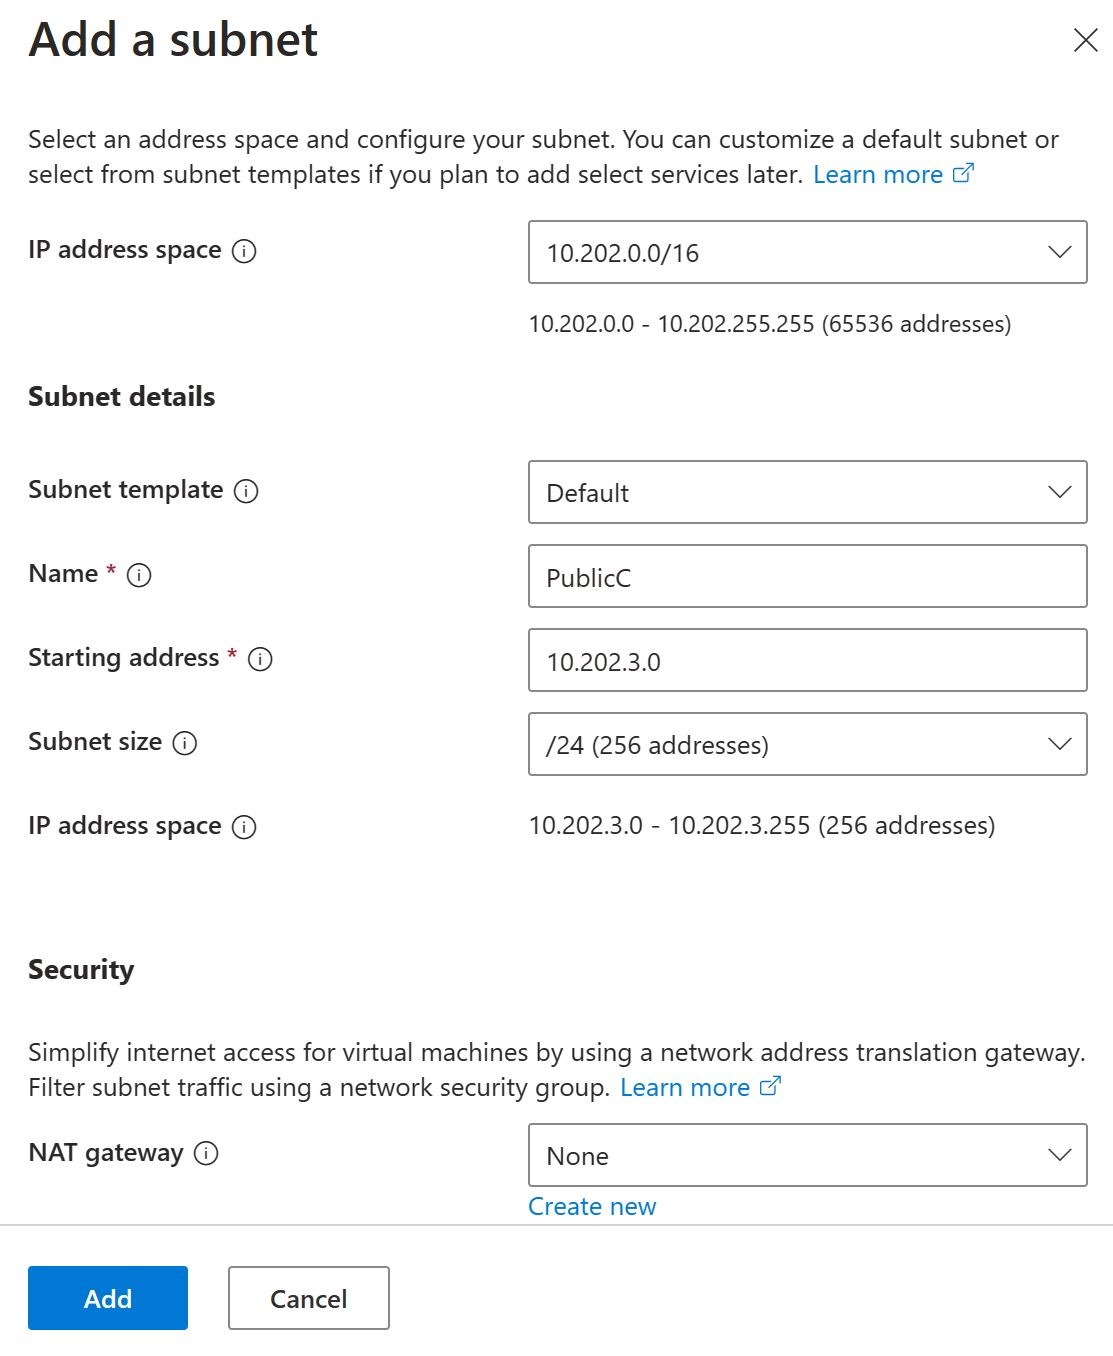 Add a subnet
Select an address space and configure your subnet. You can customize a default subnet or
select from subnet templates if you plan to add select services later. Learn more
IP address space
10.202.0.0/16
10.202.0.0 - 10.202.255.255 (65536 addresses)
Subnet details
Subnet template
Default
Name *
PublicC
Starting address *
10.202.3.0
Subnet size
/24 (256 addresses)
IP address space
10.202.3.0 - 10.202.3.255 (256 addresses)
Security
Simplify internet access for virtual machines by using a network address translation gateway.
Filter subnet traffic using a network security group. Learn more
NAT gateway
None
Create new
Add
Cancel